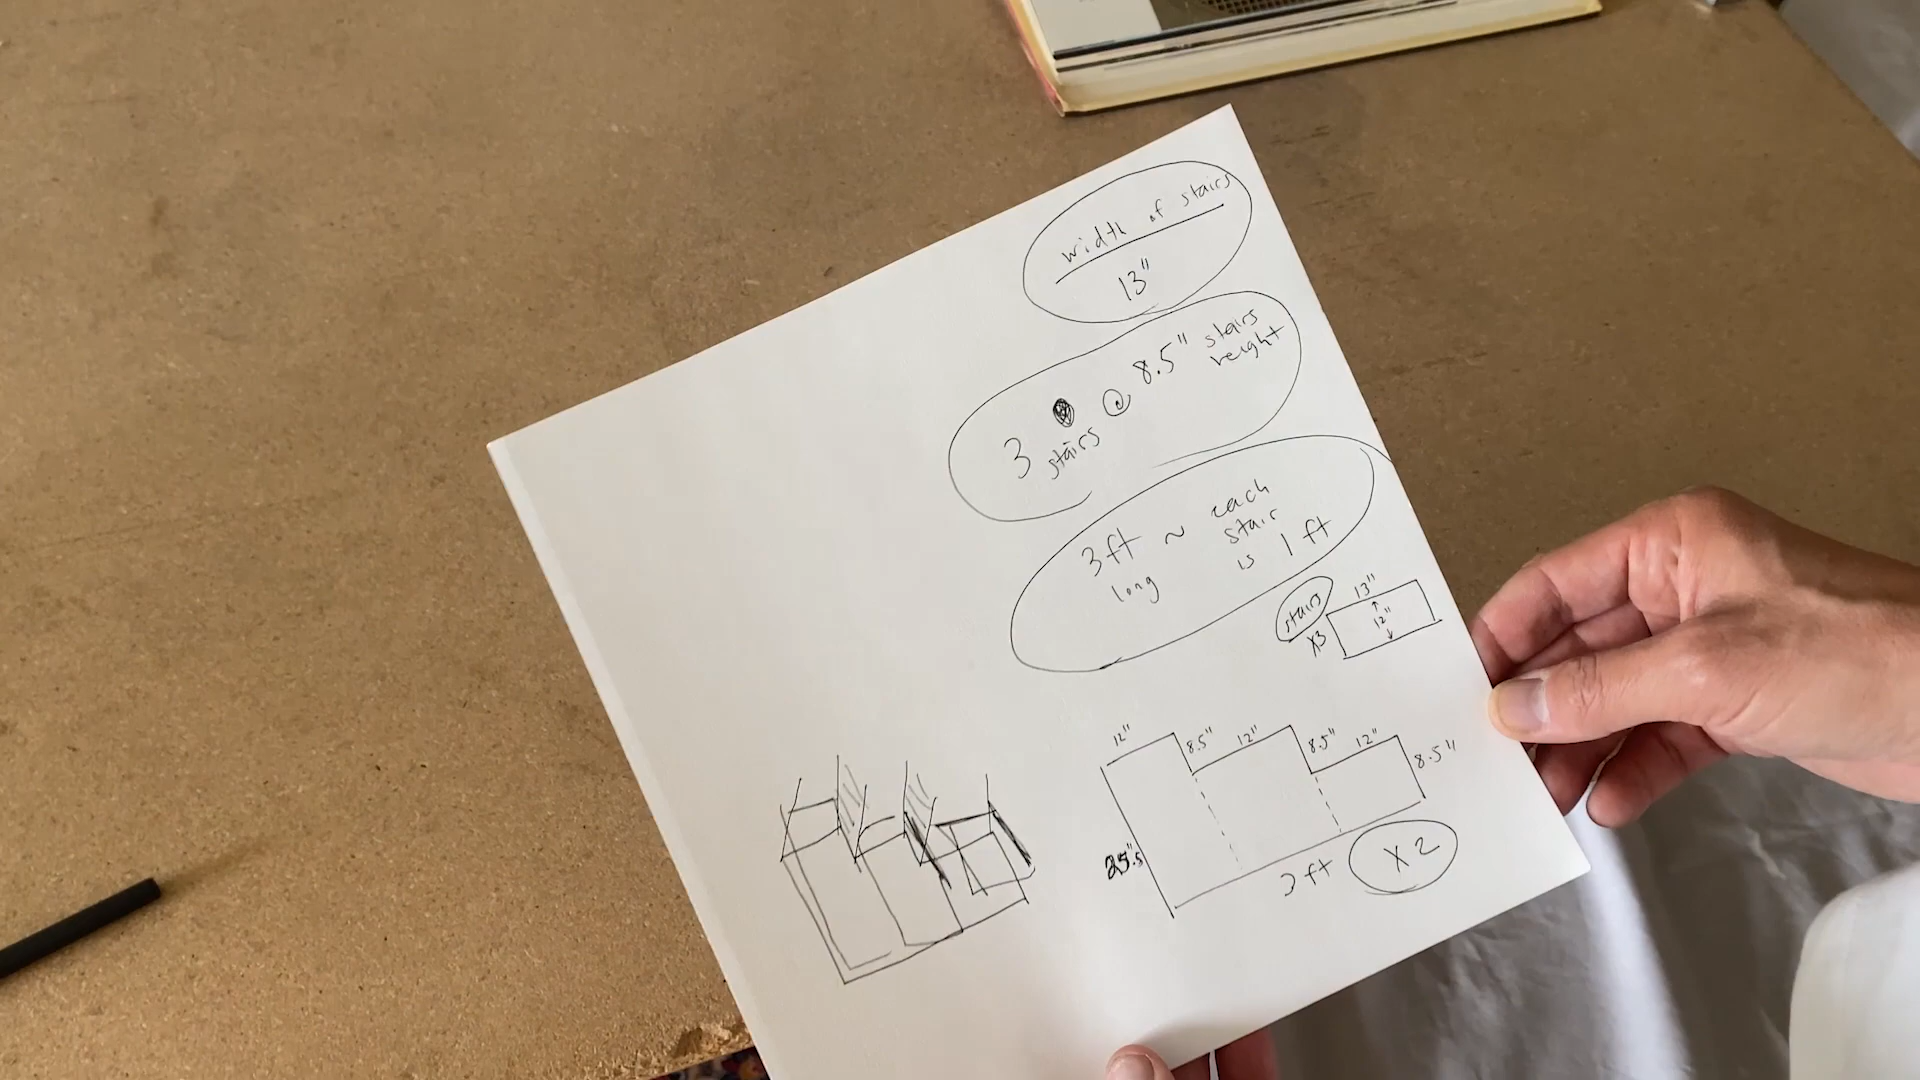 width of stairs
13"
3 stairs @ 8.5" stairs height
3ft long ~ each stair is 1 ft
stairs
X3
13"
12"
12"
8.5"
12"
8.5"
12"
8.5"
25".5
3 ft
X2